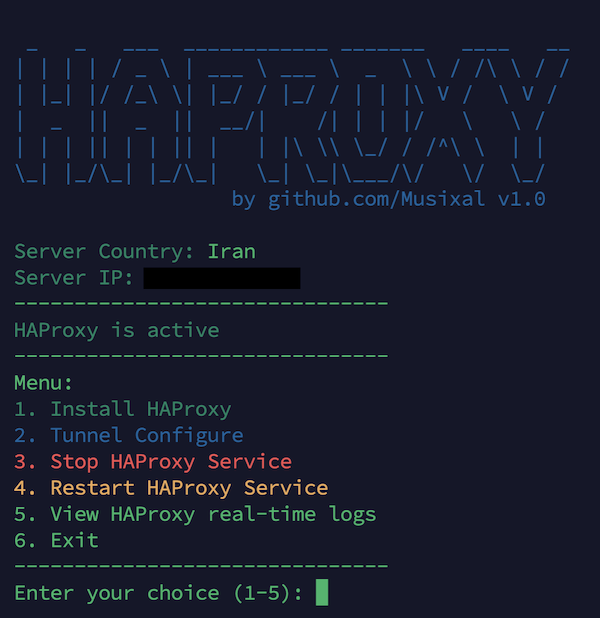 HAPROXY
by github.com/Musixal v1.0
Server Country: Iran
Server IP:
------------------------------
HAProxy is active
------------------------------
Menu:
1. Install HAProxy
2. Tunnel Configure
3. Stop HAProxy Service
4. Restart HAProxy Service
5. View HAProxy real-time logs
6. Exit
------------------------------
Enter your choice (1-5):